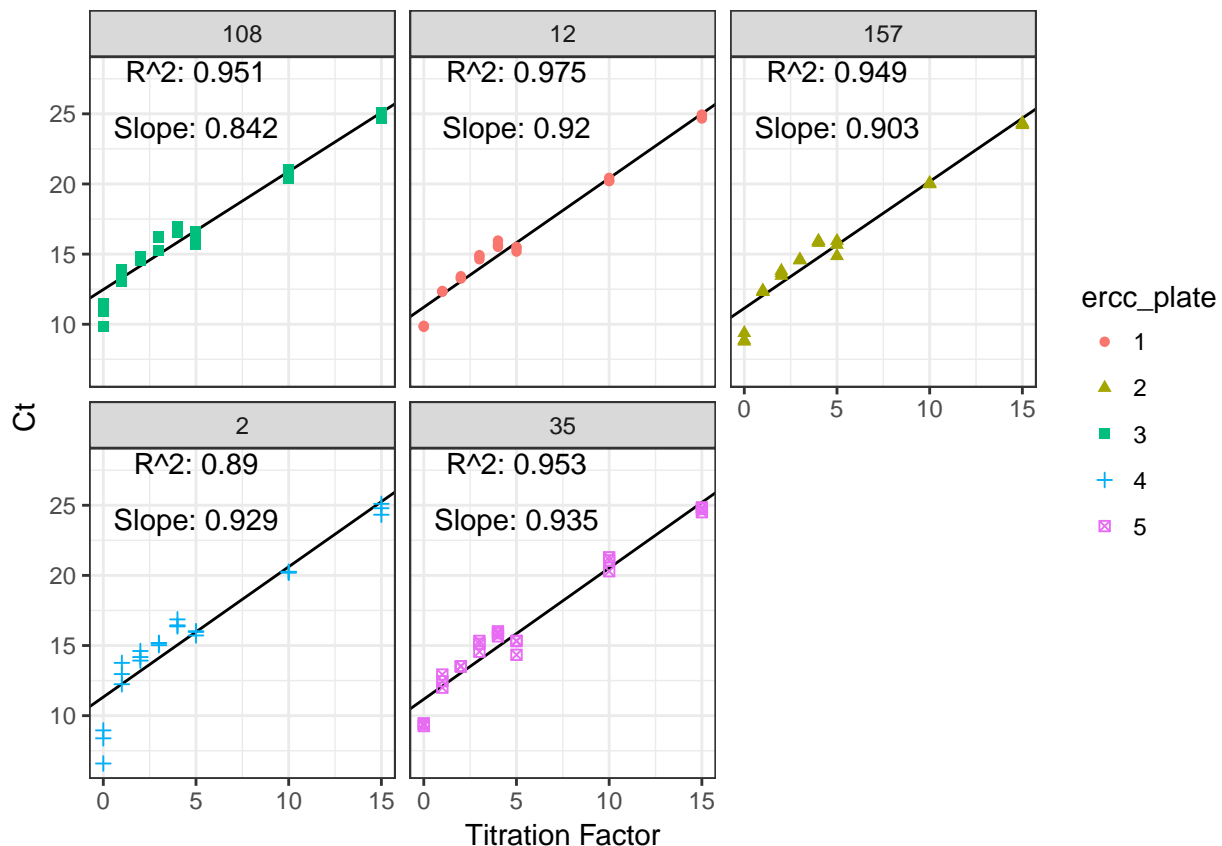 108
R^2: 0.951
Slope: 0.842
12
R^2: 0.975
Slope: 0.92
157
R^2: 0.949
Slope: 0.903
25
20
15
10
0 5 10 15
2
R^2: 0.89
Slope: 0.929
35
R^2: 0.953
Slope: 0.935
25
20
15
10
0 5 10 15
0 5 10 15
Ct
Titration Factor
ercc_plate
1
2
3
4
5